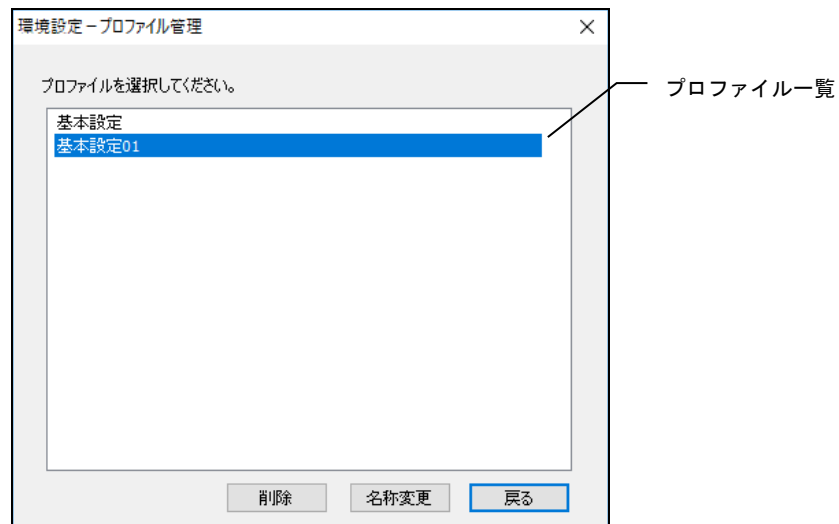 環境設定－プロファイル管理
プロファイルを選択してください。
プロファイル一覧
基本設定
基本設定01
削除
名称変更
戻る